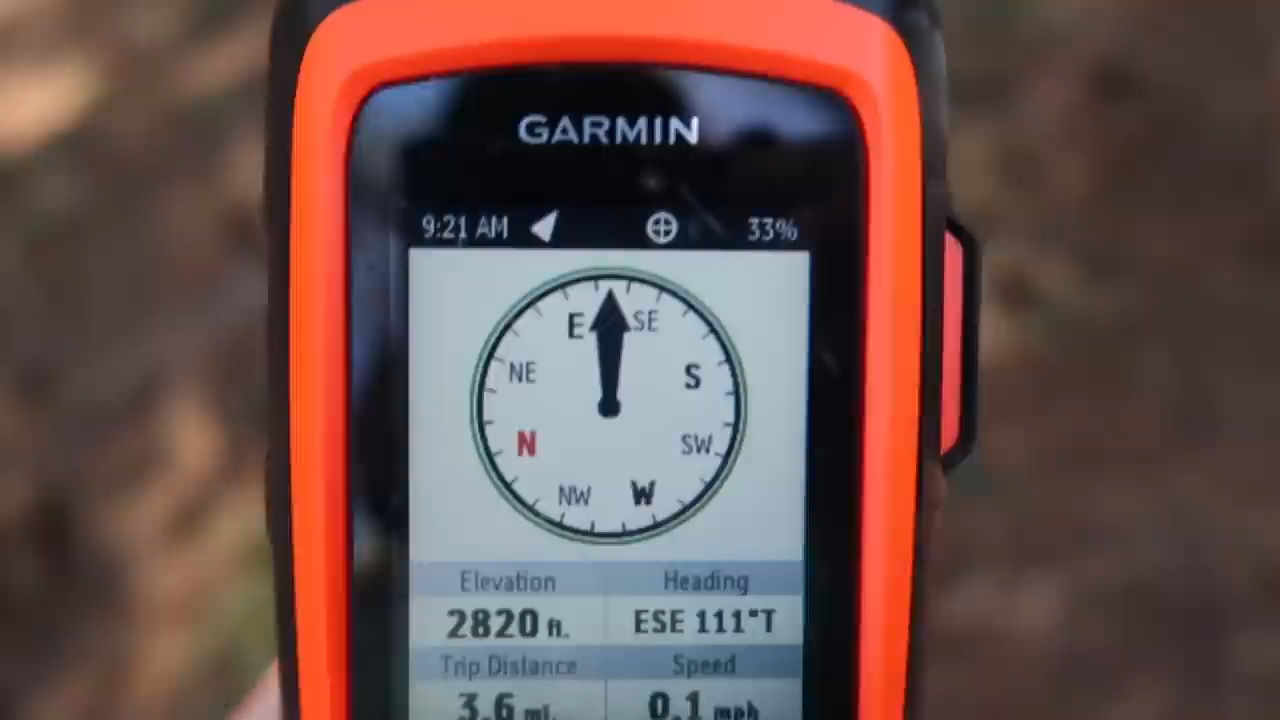 GARMIN
9:21 AM 33%
E SE
NE S
N SW
NW W
Elevation Heading
2820 ft. ESE 111°T
Trip Distance Speed
3.6 mi. 0.1 mph